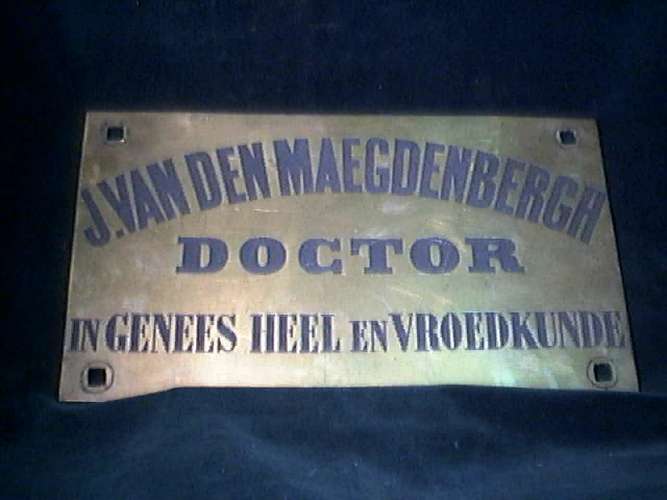 J. VAN DEN MAEGDENBERGH
DOCTOR
IN GENEES HEEL EN VROEDKUNDE